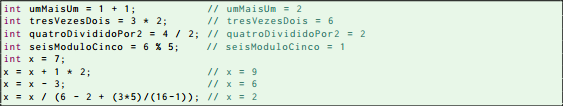 int umMaisUm = 1 + 1; // umMaisUm = 2
int tresVezesDois = 3 * 2; // tresVezesDois = 6
int quatroDivididoPor2 = 4 / 2; // quatroDivididoPor2 = 2
int seisModuloCinco = 6 % 5; // seisModuloCinco = 1
int x = 7;
x = x + 1 * 2; // x = 9
x = x - 3; // x = 6
x = x / (6 - 2 + (3*5)/(16-1)); // x = 2